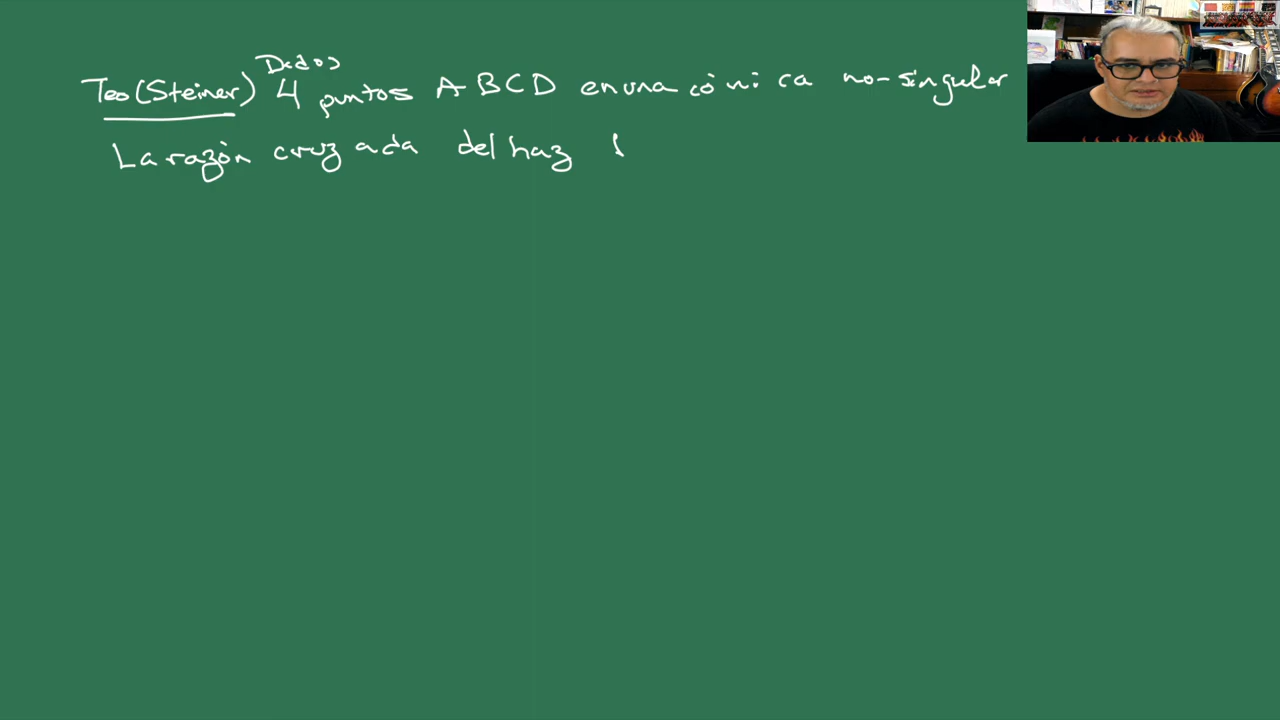 Teo(Steiner) Dados 4 puntos A B C D en una cónica no-singular
La razón cruzada del haz